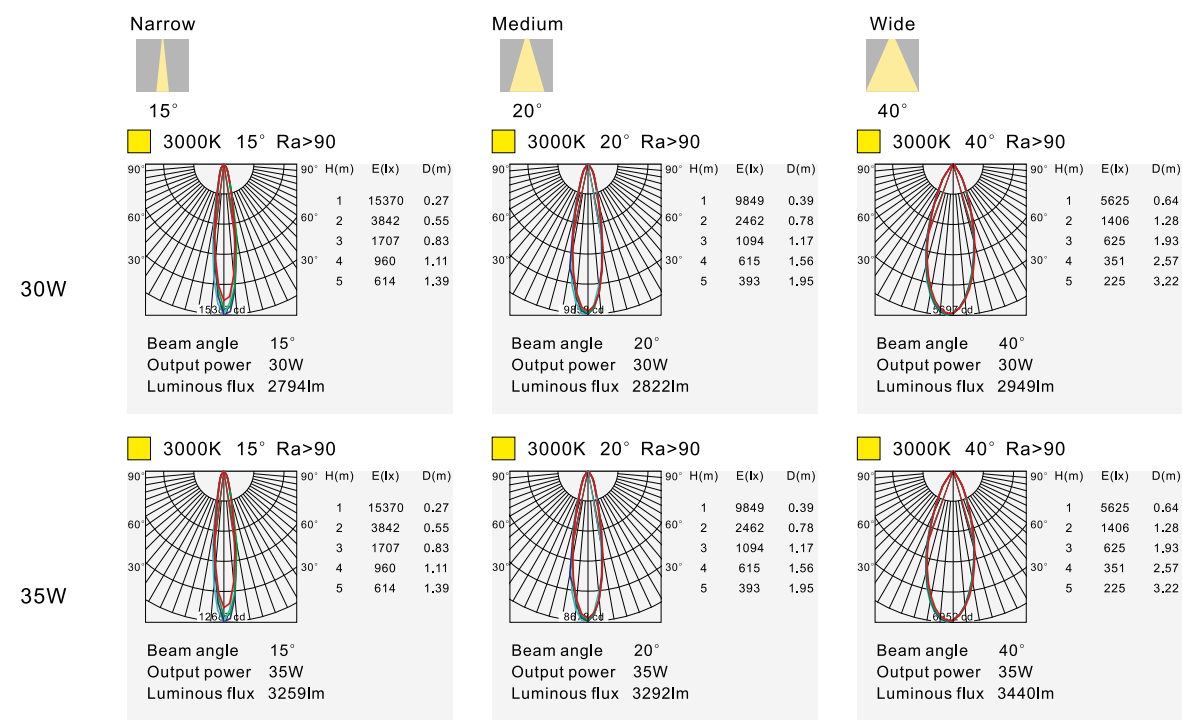 Narrow
15°
3000K 15° Ra>90
90° 90°
60° 60°
30° 30°
H(m) E(lx) D(m)
1 15370 0.27
2 3842 0.55
3 1707 0.83
4 960 1.11
5 614 1.39
Beam angle 15°
Output power 30W
Luminous flux 2794lm
Medium
20°
3000K 20° Ra>90
90° 90°
60° 60°
30° 30°
H(m) E(lx) D(m)
1 9849 0.39
2 2462 0.78
3 1094 1.17
4 615 1.56
5 393 1.95
Beam angle 20°
Output power 30W
Luminous flux 2822lm
Wide
40°
3000K 40° Ra>90
90° 90°
60° 60°
30° 30°
H(m) E(lx) D(m)
1 5625 0.64
2 1406 1.28
3 625 1.93
4 351 2.57
5 225 3.22
5697 cd
Beam angle 40°
Output power 30W
Luminous flux 2949lm
30W
3000K 15° Ra>90
90° 90°
60° 60°
30° 30°
H(m) E(lx) D(m)
1 15370 0.27
2 3842 0.55
3 1707 0.83
4 960 1.11
5 614 1.39
Beam angle 15°
Output power 35W
Luminous flux 3259lm
3000K 20° Ra>90
90° 90°
60° 60°
30° 30°
H(m) E(lx) D(m)
1 9849 0.39
2 2462 0.78
3 1094 1.17
4 615 1.56
5 393 1.95
Beam angle 20°
Output power 35W
Luminous flux 3292lm
3000K 40° Ra>90
90° 90°
60° 60°
30° 30°
H(m) E(lx) D(m)
1 5625 0.64
2 1406 1.28
3 625 1.93
4 351 2.57
5 225 3.22
6952 cd
Beam angle 40°
Output power 35W
Luminous flux 3440lm
35W